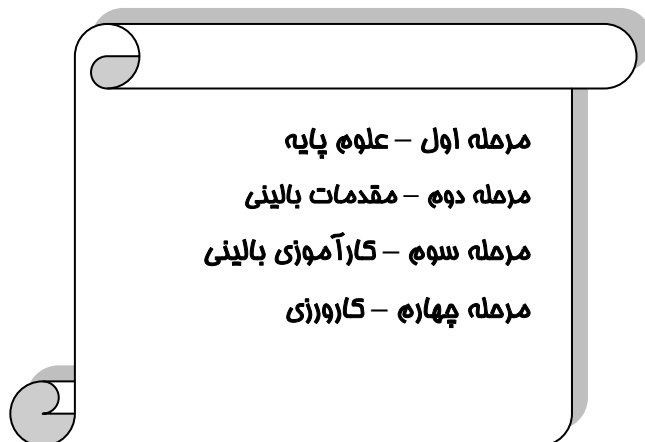 مرحله اول – علوم پایه
مرحله دوم – مقدمات بالینی
مرحله سوم – کارآموزی بالینی
مرحله چهارم – کارورزی